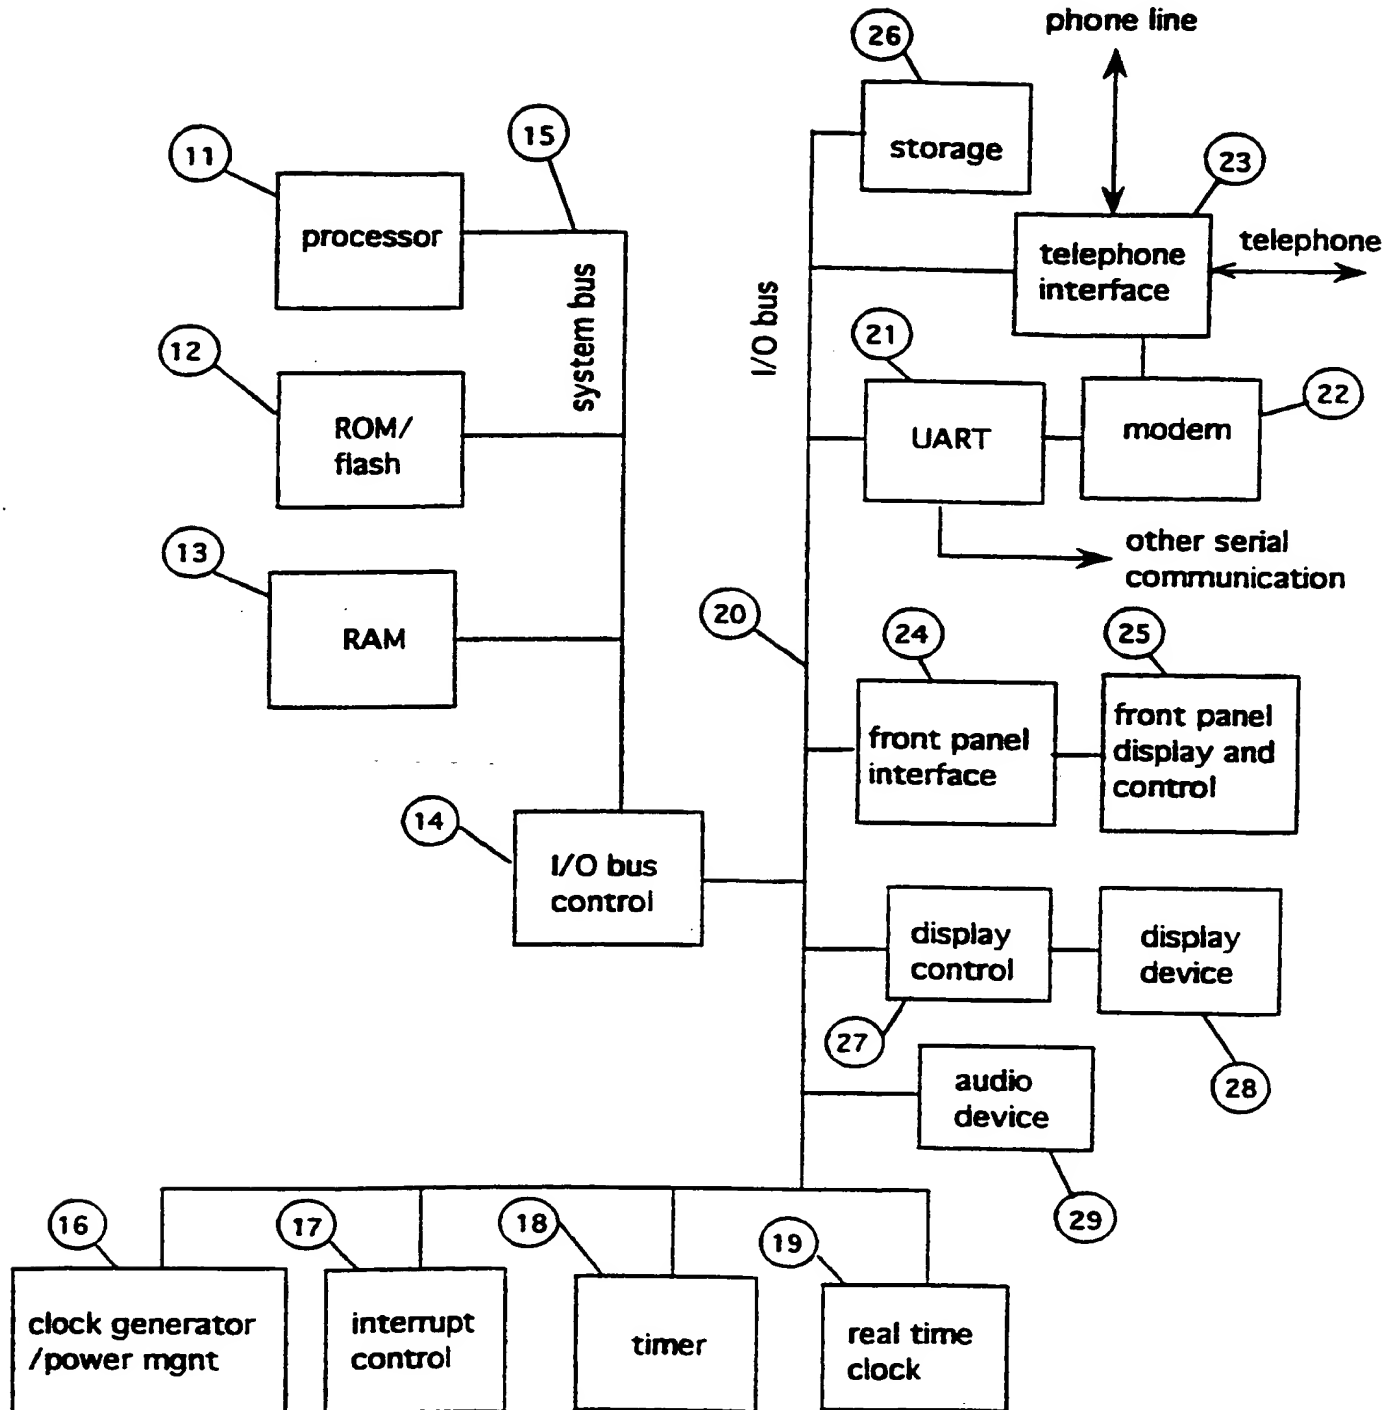 phone line
26
storage
15
11
23
processor
telephone
telephone
interface
system bus
I/O bus
21
12
22
ROM/
flash
UART
modem
13
other serial
communication
20
24
25
RAM
front panel
interface
front panel
display and
control
14
I/O bus
control
display
control
display
device
27
28
audio
device
29
16
17
18
19
clock generator
/power mgnt
interrupt
control
timer
real time
clock